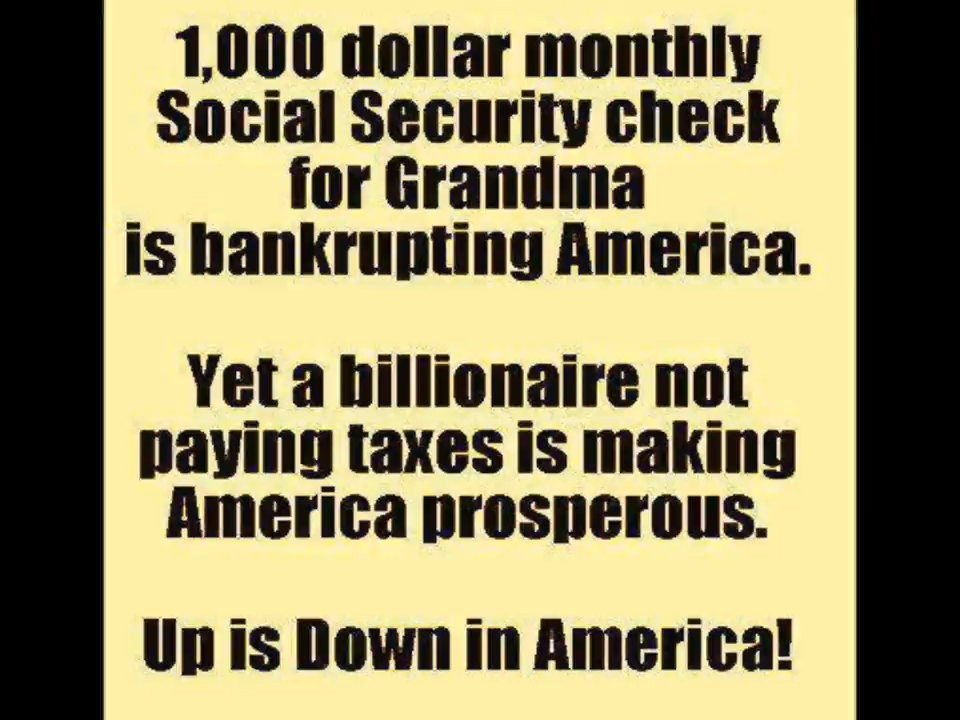 1,000 dollar monthly
Social Security check
for Grandma
is bankrupting America.
Yet a billionaire not
paying taxes is making
America prosperous.
Up is Down in America!